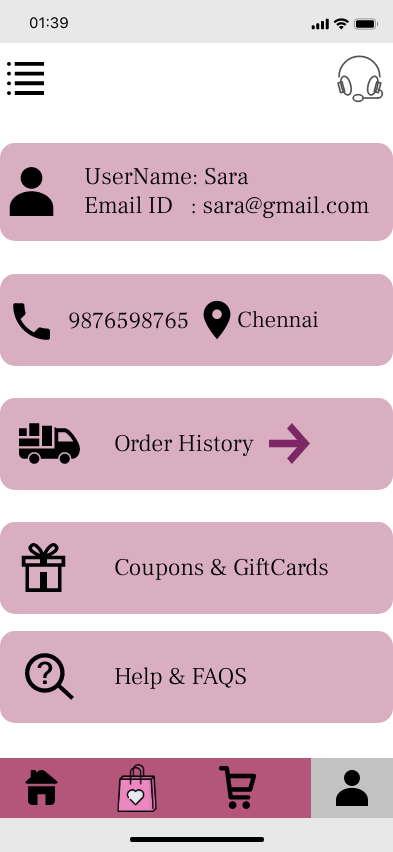 01:39
UserName: Sara
Email ID : sara@gmail.com
9876598765 Chennai
Order History
Coupons & GiftCards
Help & FAQS